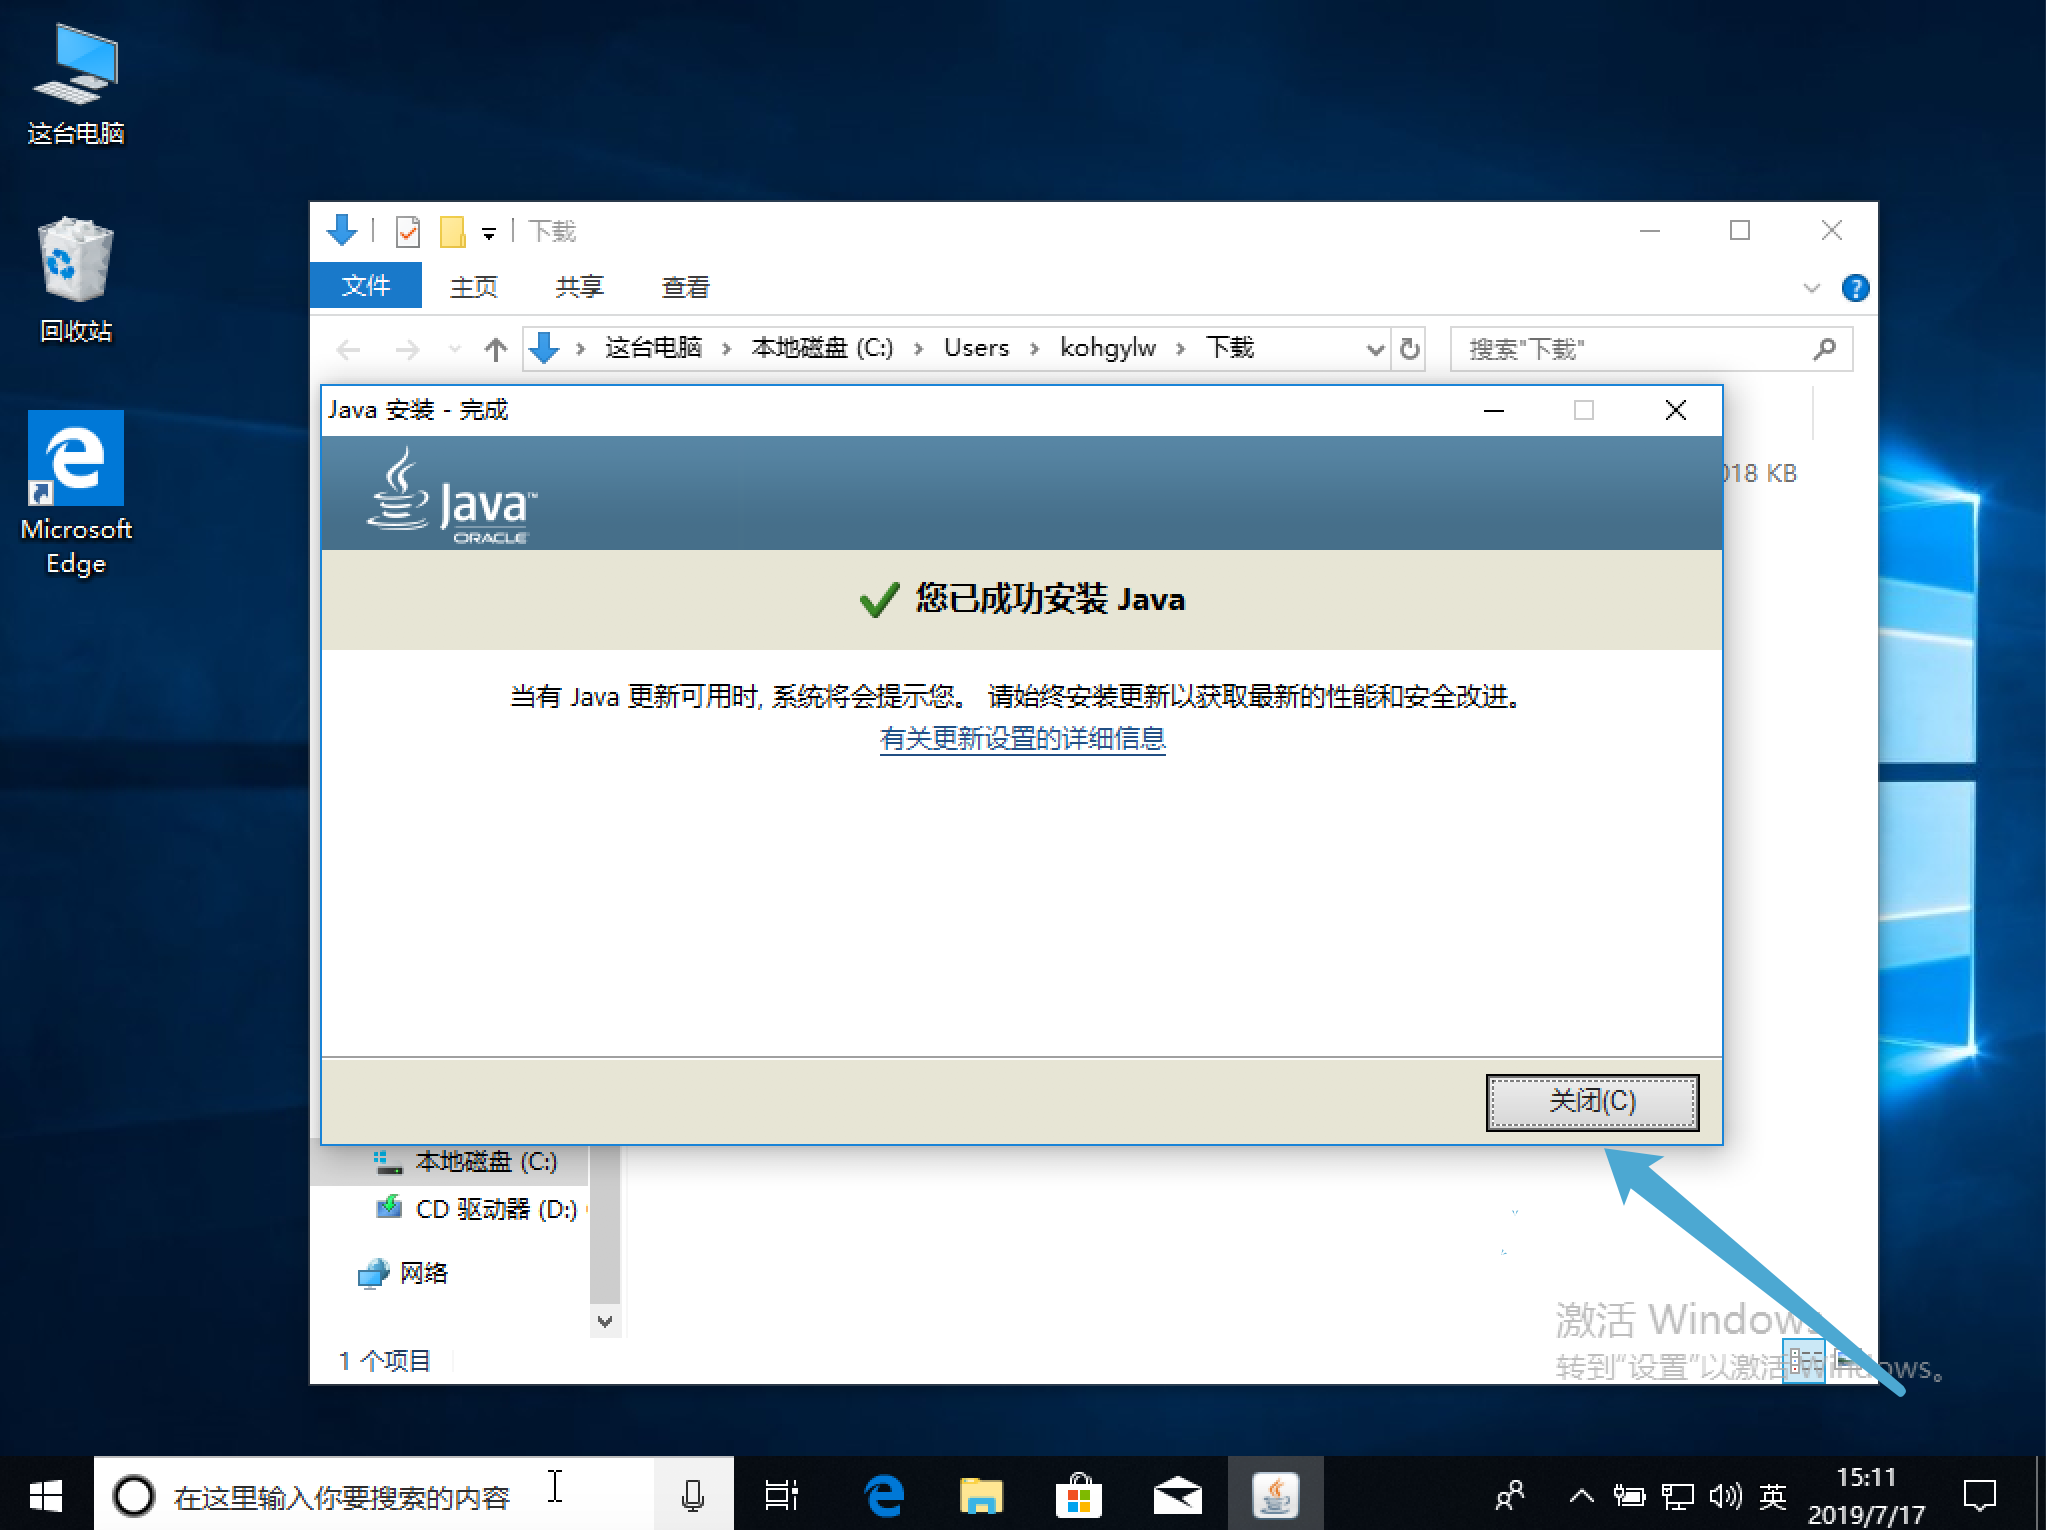 这台电脑
回收站
Microsoft
Edge
下载
文件 主页 共享 查看
这台电脑 本地磁盘 (C:) Users kohgylw 下载
搜索"下载"
Java 安装 - 完成
018 KB
Java™
ORACLE
您已成功安装 Java
当有 Java 更新可用时, 系统将会提示您。 请始终安装更新以获取最新的性能和安全改进。
有关更新设置的详细信息
关闭(C)
本地磁盘 (C:)
CD 驱动器 (D:)
网络
1 个项目
激活 Windows
转到"设置"以激活 Windows。
在这里输入你要搜索的内容
英
15:11
2019/7/17